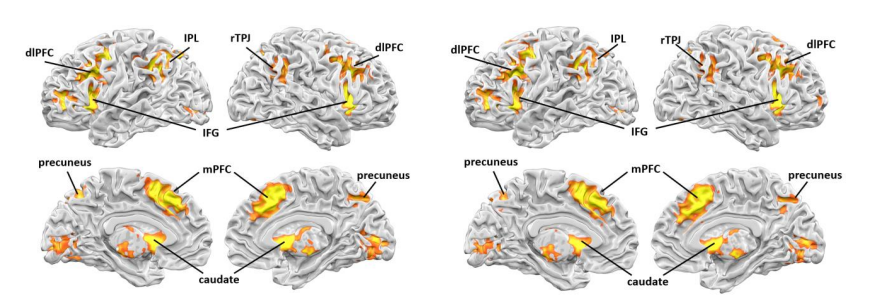 IPL
rTPJ
dlPFC
dlPFC
IFG
precuneus
mPFC
precuneus
caudate
IPL
rTPJ
dlPFC
dlPFC
IFG
precuneus
mPFC
precuneus
caudate